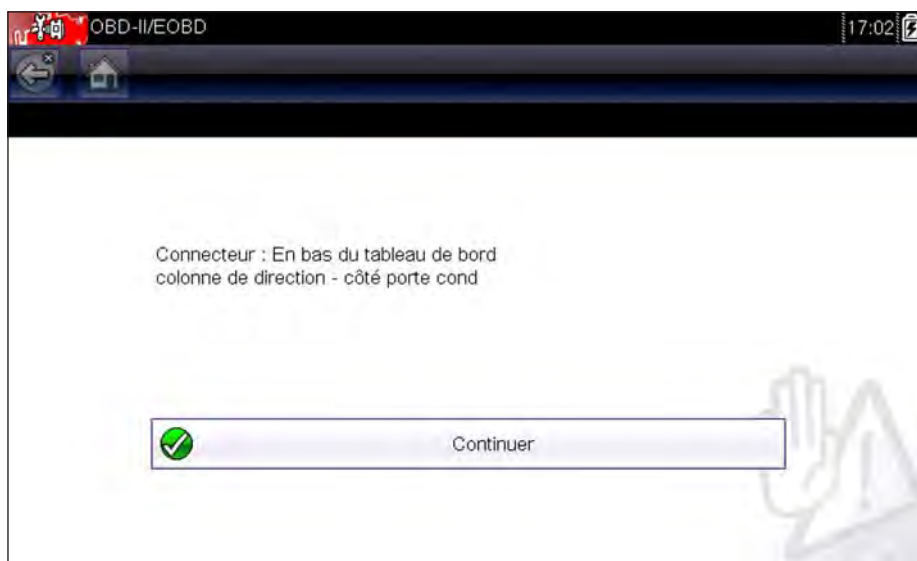 OBD-II/EOBD
17:02
Connecteur : En bas du tableau de bord
colonne de direction - côté porte cond
Continuer